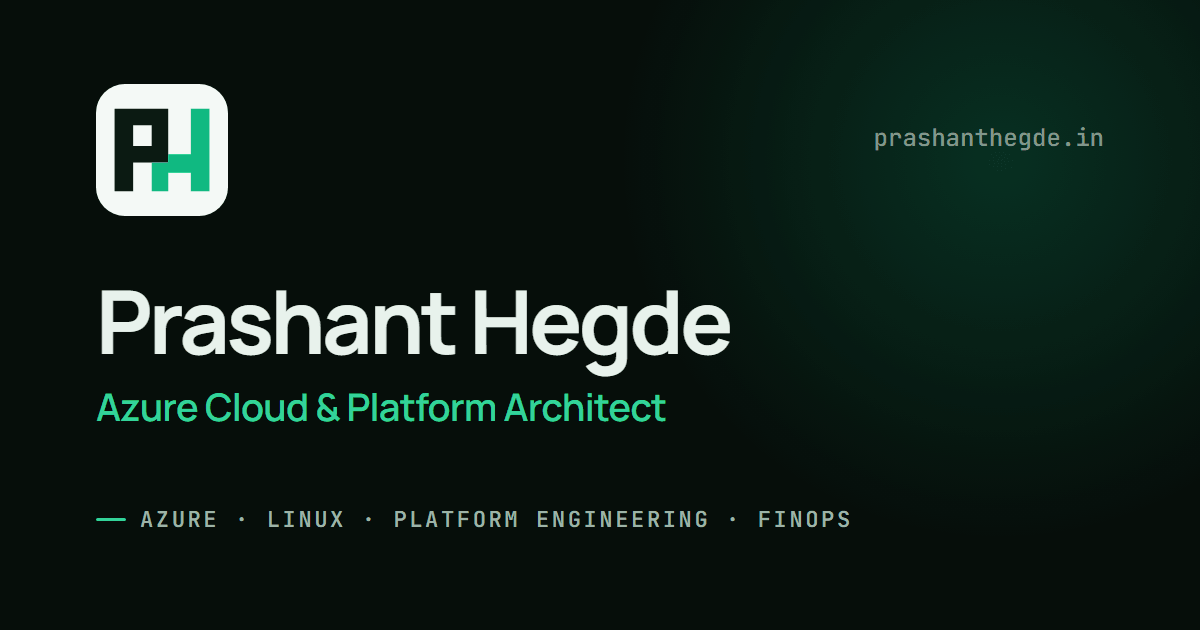 PH
prashanthegde.in
Prashant Hegde
Azure Cloud & Platform Architect
AZURE · LINUX · PLATFORM ENGINEERING · FINOPS